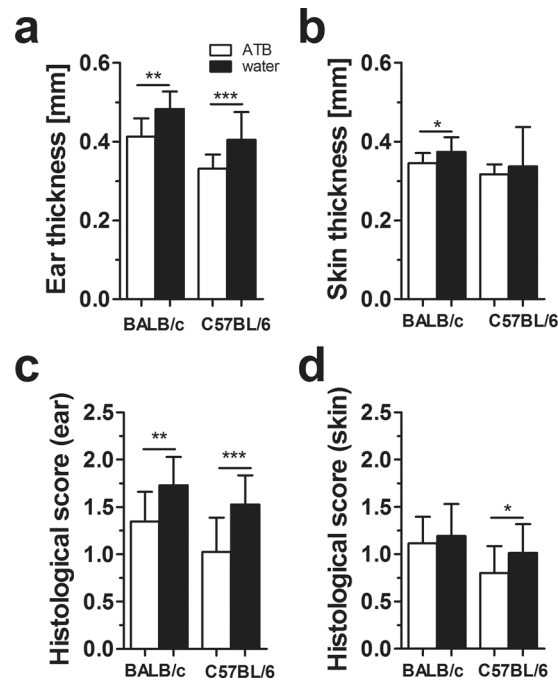 a
ATB
water
Ear thickness [mm]
0.6
0.4
0.2
0.0
**
***
BALB/c
C57BL/6
b
Skin thickness [mm]
0.6
0.4
0.2
0.0
*
BALB/c
C57BL/6
c
Histological score (ear)
2.5
2.0
1.5
1.0
0.5
0.0
**
***
BALB/c
C57BL/6
d
Histological score (skin)
2.5
2.0
1.5
1.0
0.5
0.0
*
BALB/c
C57BL/6